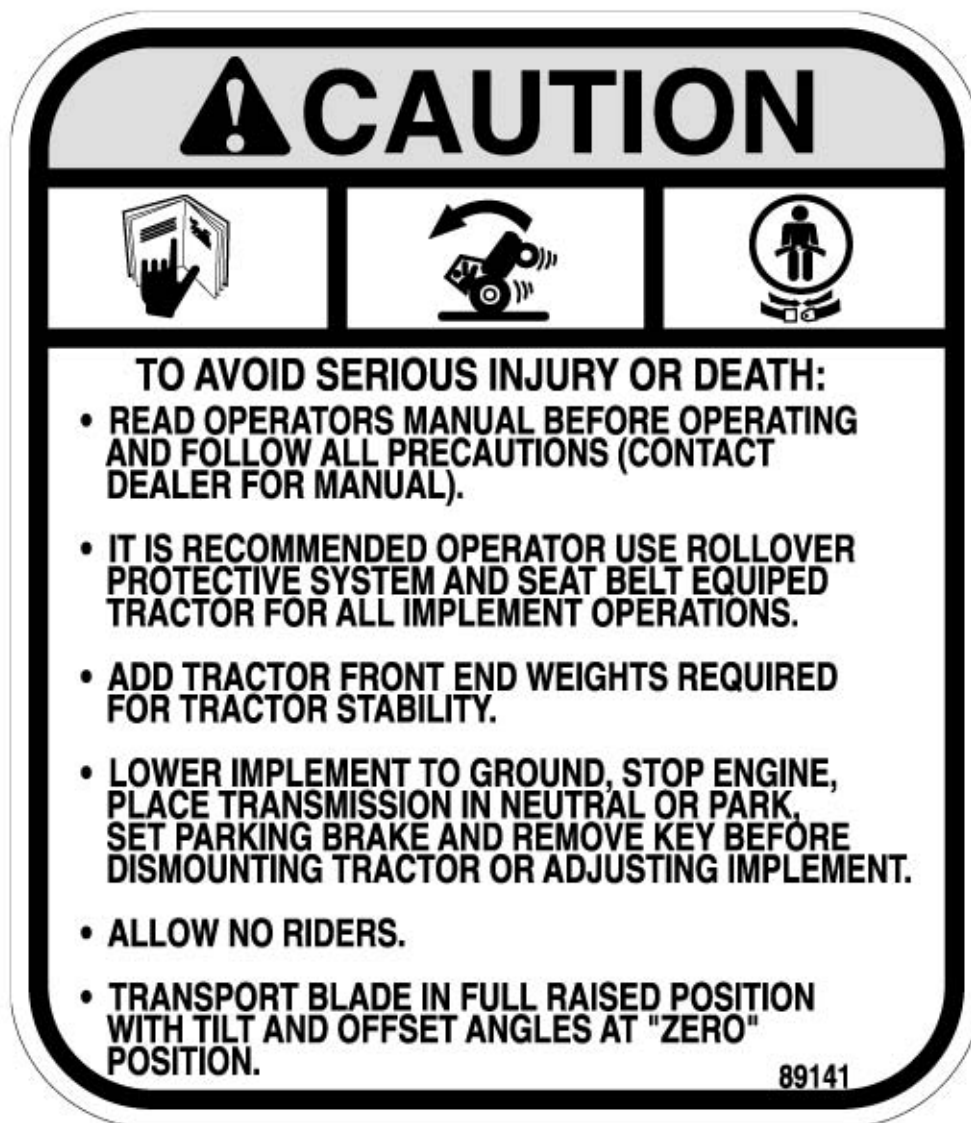 CAUTION
TO AVOID SERIOUS INJURY OR DEATH:
• READ OPERATORS MANUAL BEFORE OPERATING
AND FOLLOW ALL PRECAUTIONS (CONTACT
DEALER FOR MANUAL).
• IT IS RECOMMENDED OPERATOR USE ROLLOVER
PROTECTIVE SYSTEM AND SEAT BELT EQUIPED
TRACTOR FOR ALL IMPLEMENT OPERATIONS.
• ADD TRACTOR FRONT END WEIGHTS REQUIRED
FOR TRACTOR STABILITY.
• LOWER IMPLEMENT TO GROUND, STOP ENGINE,
PLACE TRANSMISSION IN NEUTRAL OR PARK,
SET PARKING BRAKE AND REMOVE KEY BEFORE
DISMOUNTING TRACTOR OR ADJUSTING IMPLEMENT.
• ALLOW NO RIDERS.
• TRANSPORT BLADE IN FULL RAISED POSITION
WITH TILT AND OFFSET ANGLES AT "ZERO"
POSITION.
89141